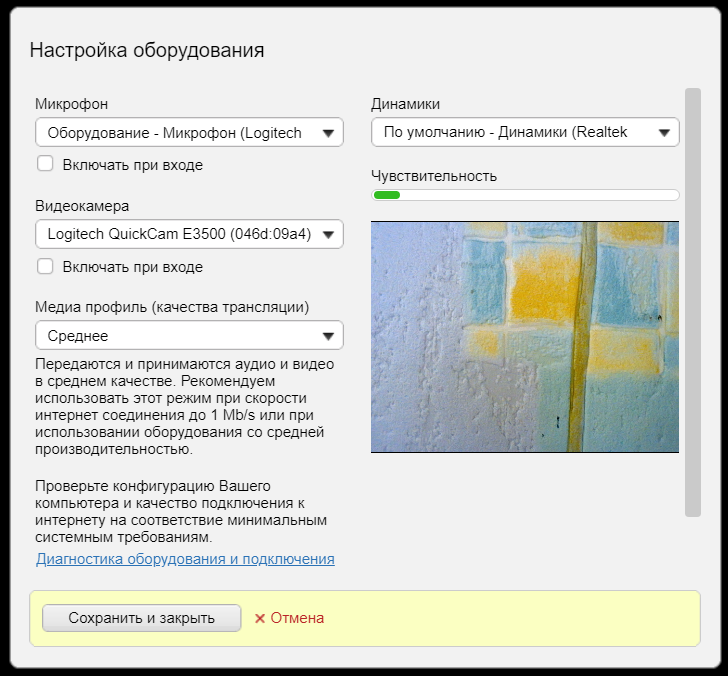 Настройка оборудования
Микрофон
Оборудование - Микрофон (Logitech
Включать при входе
Видеокамера
Logitech QuickCam E3500 (046d:09a4)
Включать при входе
Медиа профиль (качества трансляции)
Среднее
Передаются и принимаются аудио и видео
в среднем качестве. Рекомендуем
использовать этот режим при скорости
интернет соединения до 1 Mb/s или при
использовании оборудования со средней
производительностью.
Проверьте конфигурацию Вашего
компьютера и качество подключения к
интернету на соответствие минимальным
системным требованиям.
Диагностика оборудования и подключения
Динамики
По умолчанию - Динамики (Realtek
Чувствительность
Сохранить и закрыть
Отмена